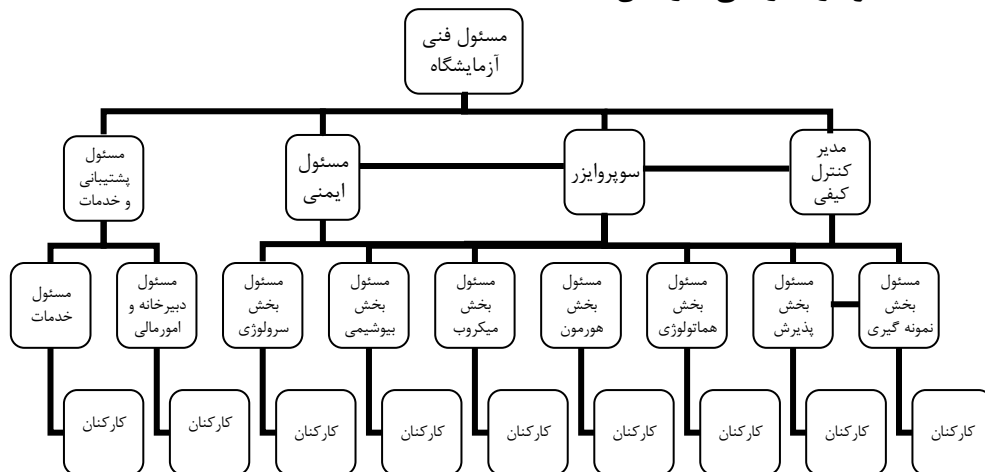 مسئول فنی
آزمایشگاه
مدیر
کنترل
کیفی
سوپروایزر
مسئول
ایمنی
مسئول
پشتیبانی
و خدمات
مسئول
بخش
نمونه گیری
مسئول
بخش
پذیرش
مسئول
بخش
هماتولوژی
مسئول
بخش
هورمون
مسئول
بخش
میکروب
مسئول
بخش
بیوشیمی
مسئول
بخش
سرولوژی
مسئول
دبیرخانه و
امورمالی
مسئول
خدمات
کارکنان
کارکنان
کارکنان
کارکنان
کارکنان
کارکنان
کارکنان
کارکنان
کارکنان